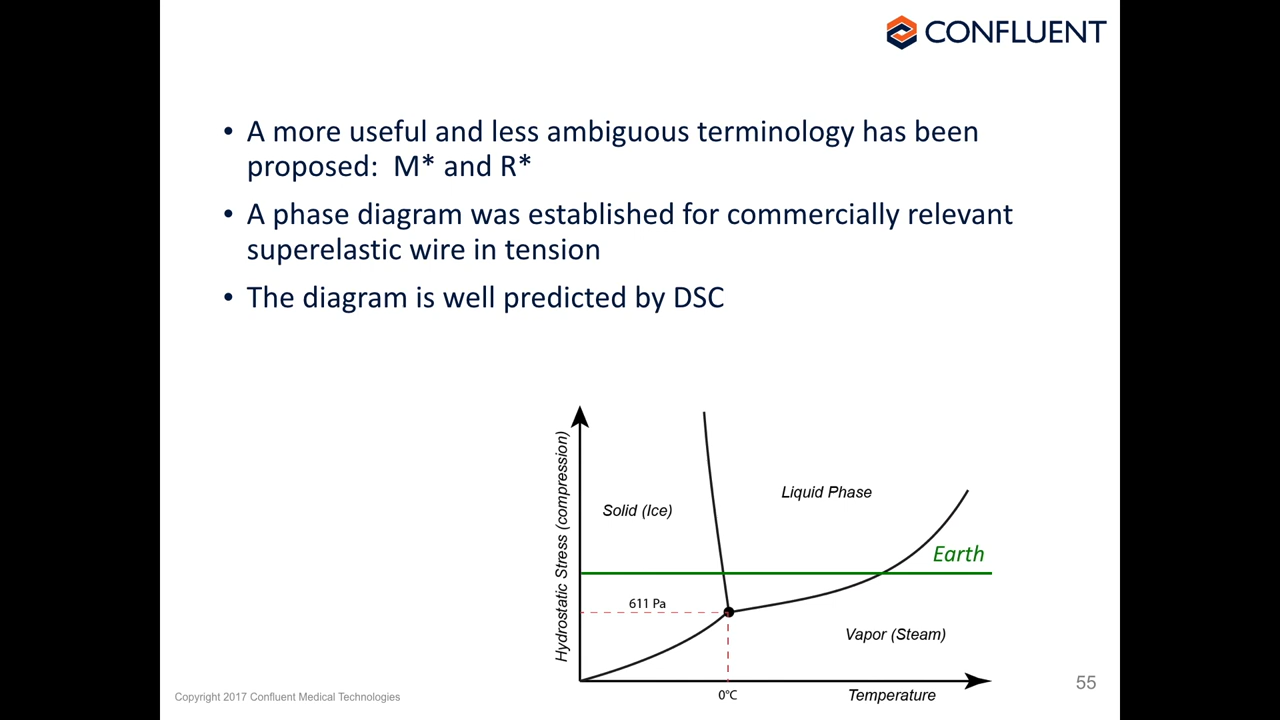 CONFLUENT
• A more useful and less ambiguous terminology has been
proposed:  M* and R*
• A phase diagram was established for commercially relevant
superelastic wire in tension
• The diagram is well predicted by DSC
Hydrostatic Stress (compression)
Solid (Ice)
Liquid Phase
Earth
611 Pa
Vapor (Steam)
0°C
Temperature
Copyright 2017 Confluent Medical Technologies
55